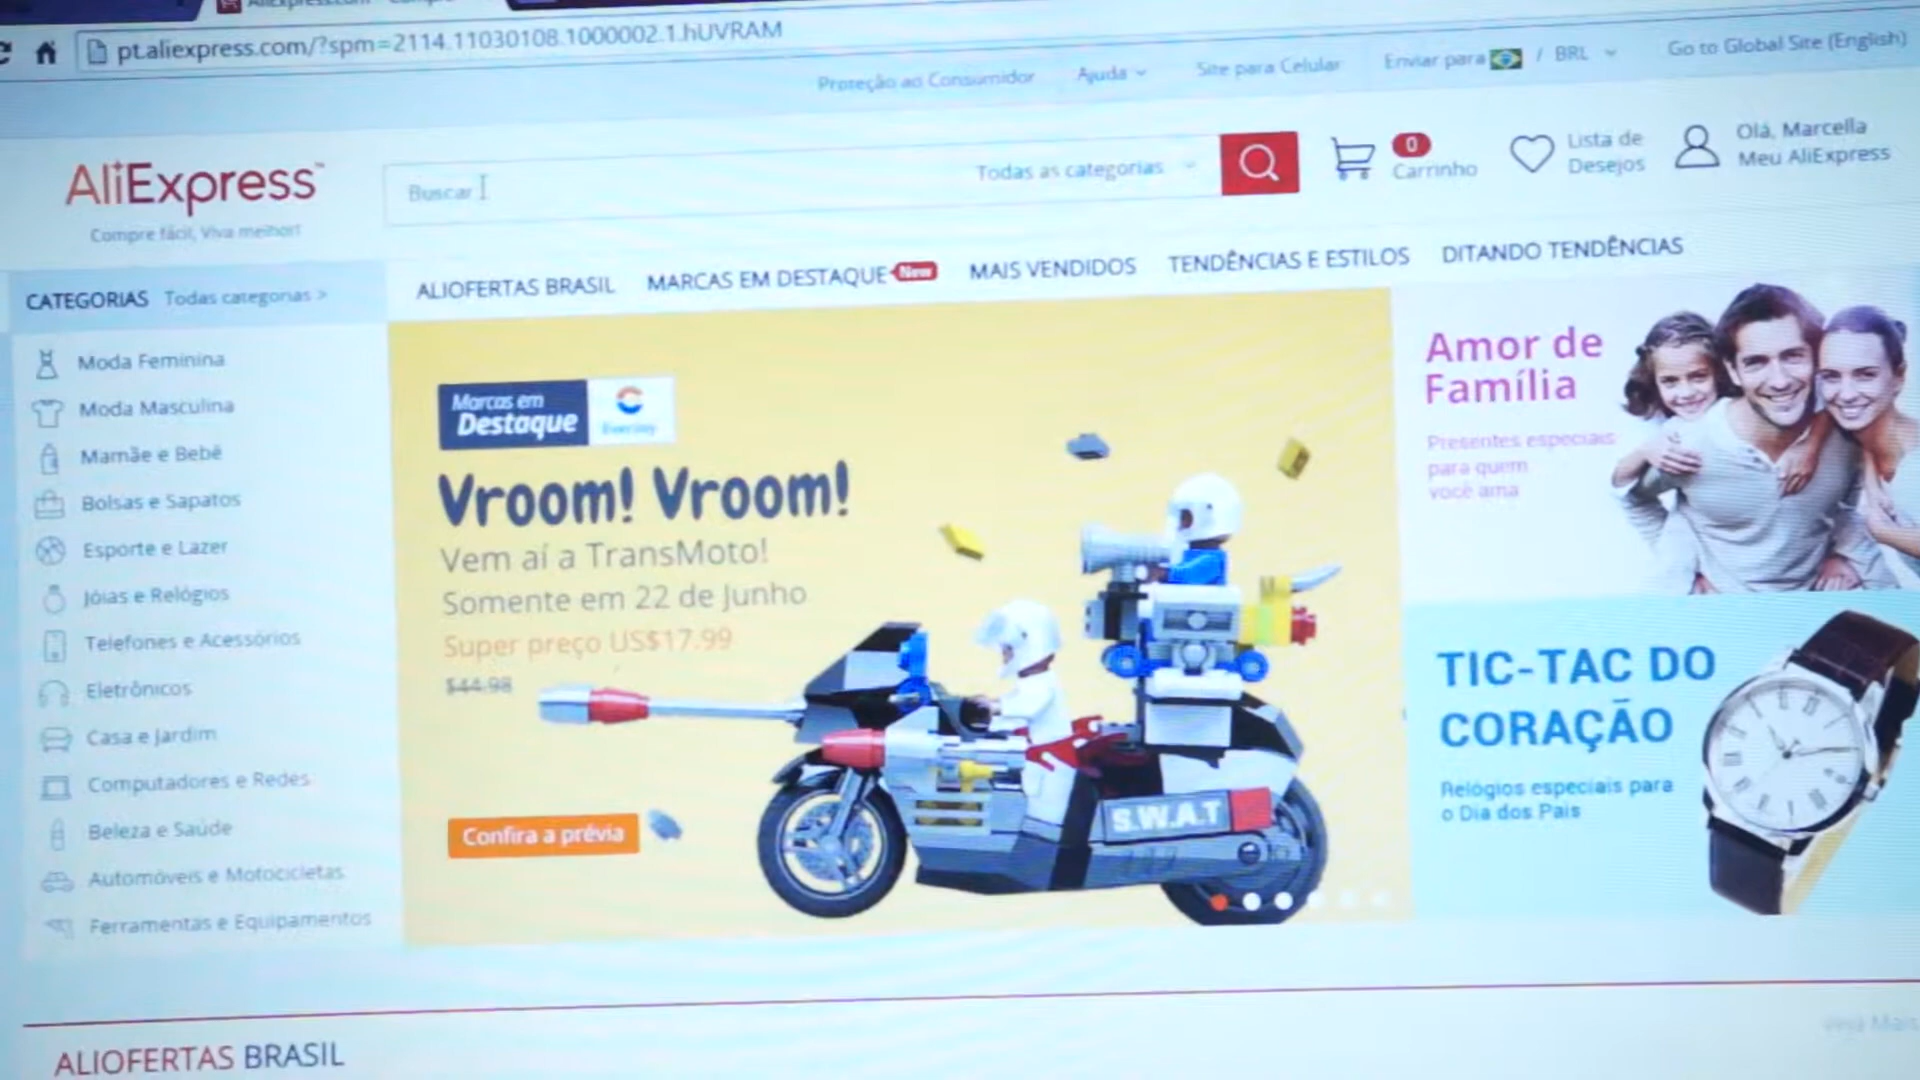 pt.aliexpress.com/?spm=2114.11030108.1000002.1.hUVRAM
Proteção ao Consumidor
Ajuda
Site para Celular
Enviar para / BRL
Go to Global Site (English)
AliExpress™
Compre fácil, Viva melhor!
Buscar
Todas as categorias
0
Carrinho
Lista de
Desejos
Olá, Marcella
Meu AliExpress
CATEGORIAS Todas categorias >
ALIOFERTAS BRASIL
MARCAS EM DESTAQUE New
MAIS VENDIDOS
TENDÊNCIAS E ESTILOS
DITANDO TENDÊNCIAS
Moda Feminina
Moda Masculina
Mamãe e Bebê
Bolsas e Sapatos
Esporte e Lazer
Jóias e Relógios
Telefones e Acessórios
Eletrônicos
Casa e Jardim
Computadores e Redes
Beleza e Saúde
Automóveis e Motocicletas
Ferramentas e Equipamentos
Marcas em
Destaque
Vroom! Vroom!
Vem aí a TransMoto!
Somente em 22 de Junho
Super preço US$17.99
$44.98
Confira a prévia
S.W.A.T
Amor de
Família
Presentes especiais
para quem
você ama
TIC-TAC DO
CORAÇÃO
Relógios especiais para
o Dia dos Pais
ALIOFERTAS BRASIL
Veja Mais